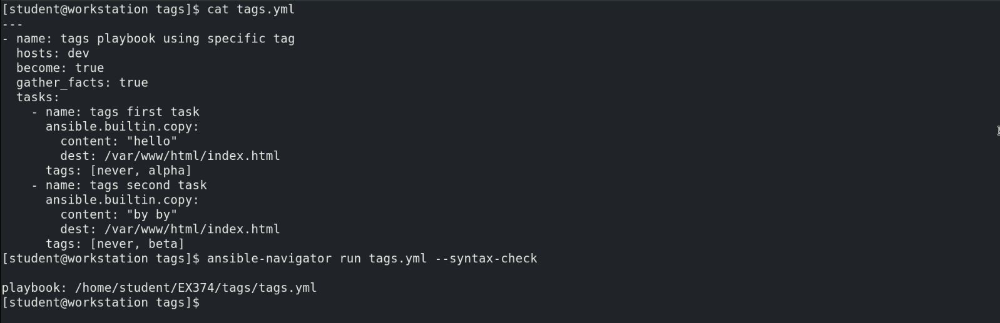 [student@workstation tags]$ cat tags.yml
---
- name: tags playbook using specific tag
  hosts: dev
  become: true
  gather_facts: true
  tasks:
    - name: tags first task
      ansible.builtin.copy:
        content: "hello"
        dest: /var/www/html/index.html
      tags: [never, alpha]
    - name: tags second task
      ansible.builtin.copy:
        content: "by by"
        dest: /var/www/html/index.html
      tags: [never, beta]
[student@workstation tags]$ ansible-navigator run tags.yml --syntax-check

playbook: /home/student/EX374/tags/tags.yml
[student@workstation tags]$